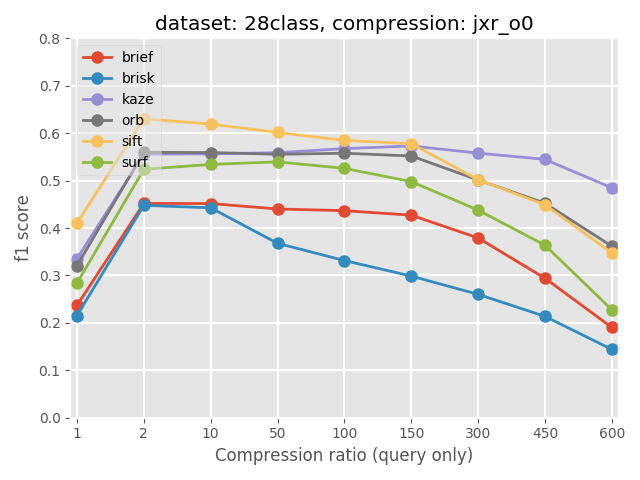 dataset: 28class, compression: jxr_o0
0.8
0.7
0.6
0.5
0.4
0.3
0.2
0.1
0.0
f1 score
brief
brisk
kaze
orb
sift
surf
1 2 10 50 100 150 300 450 600
Compression ratio (query only)